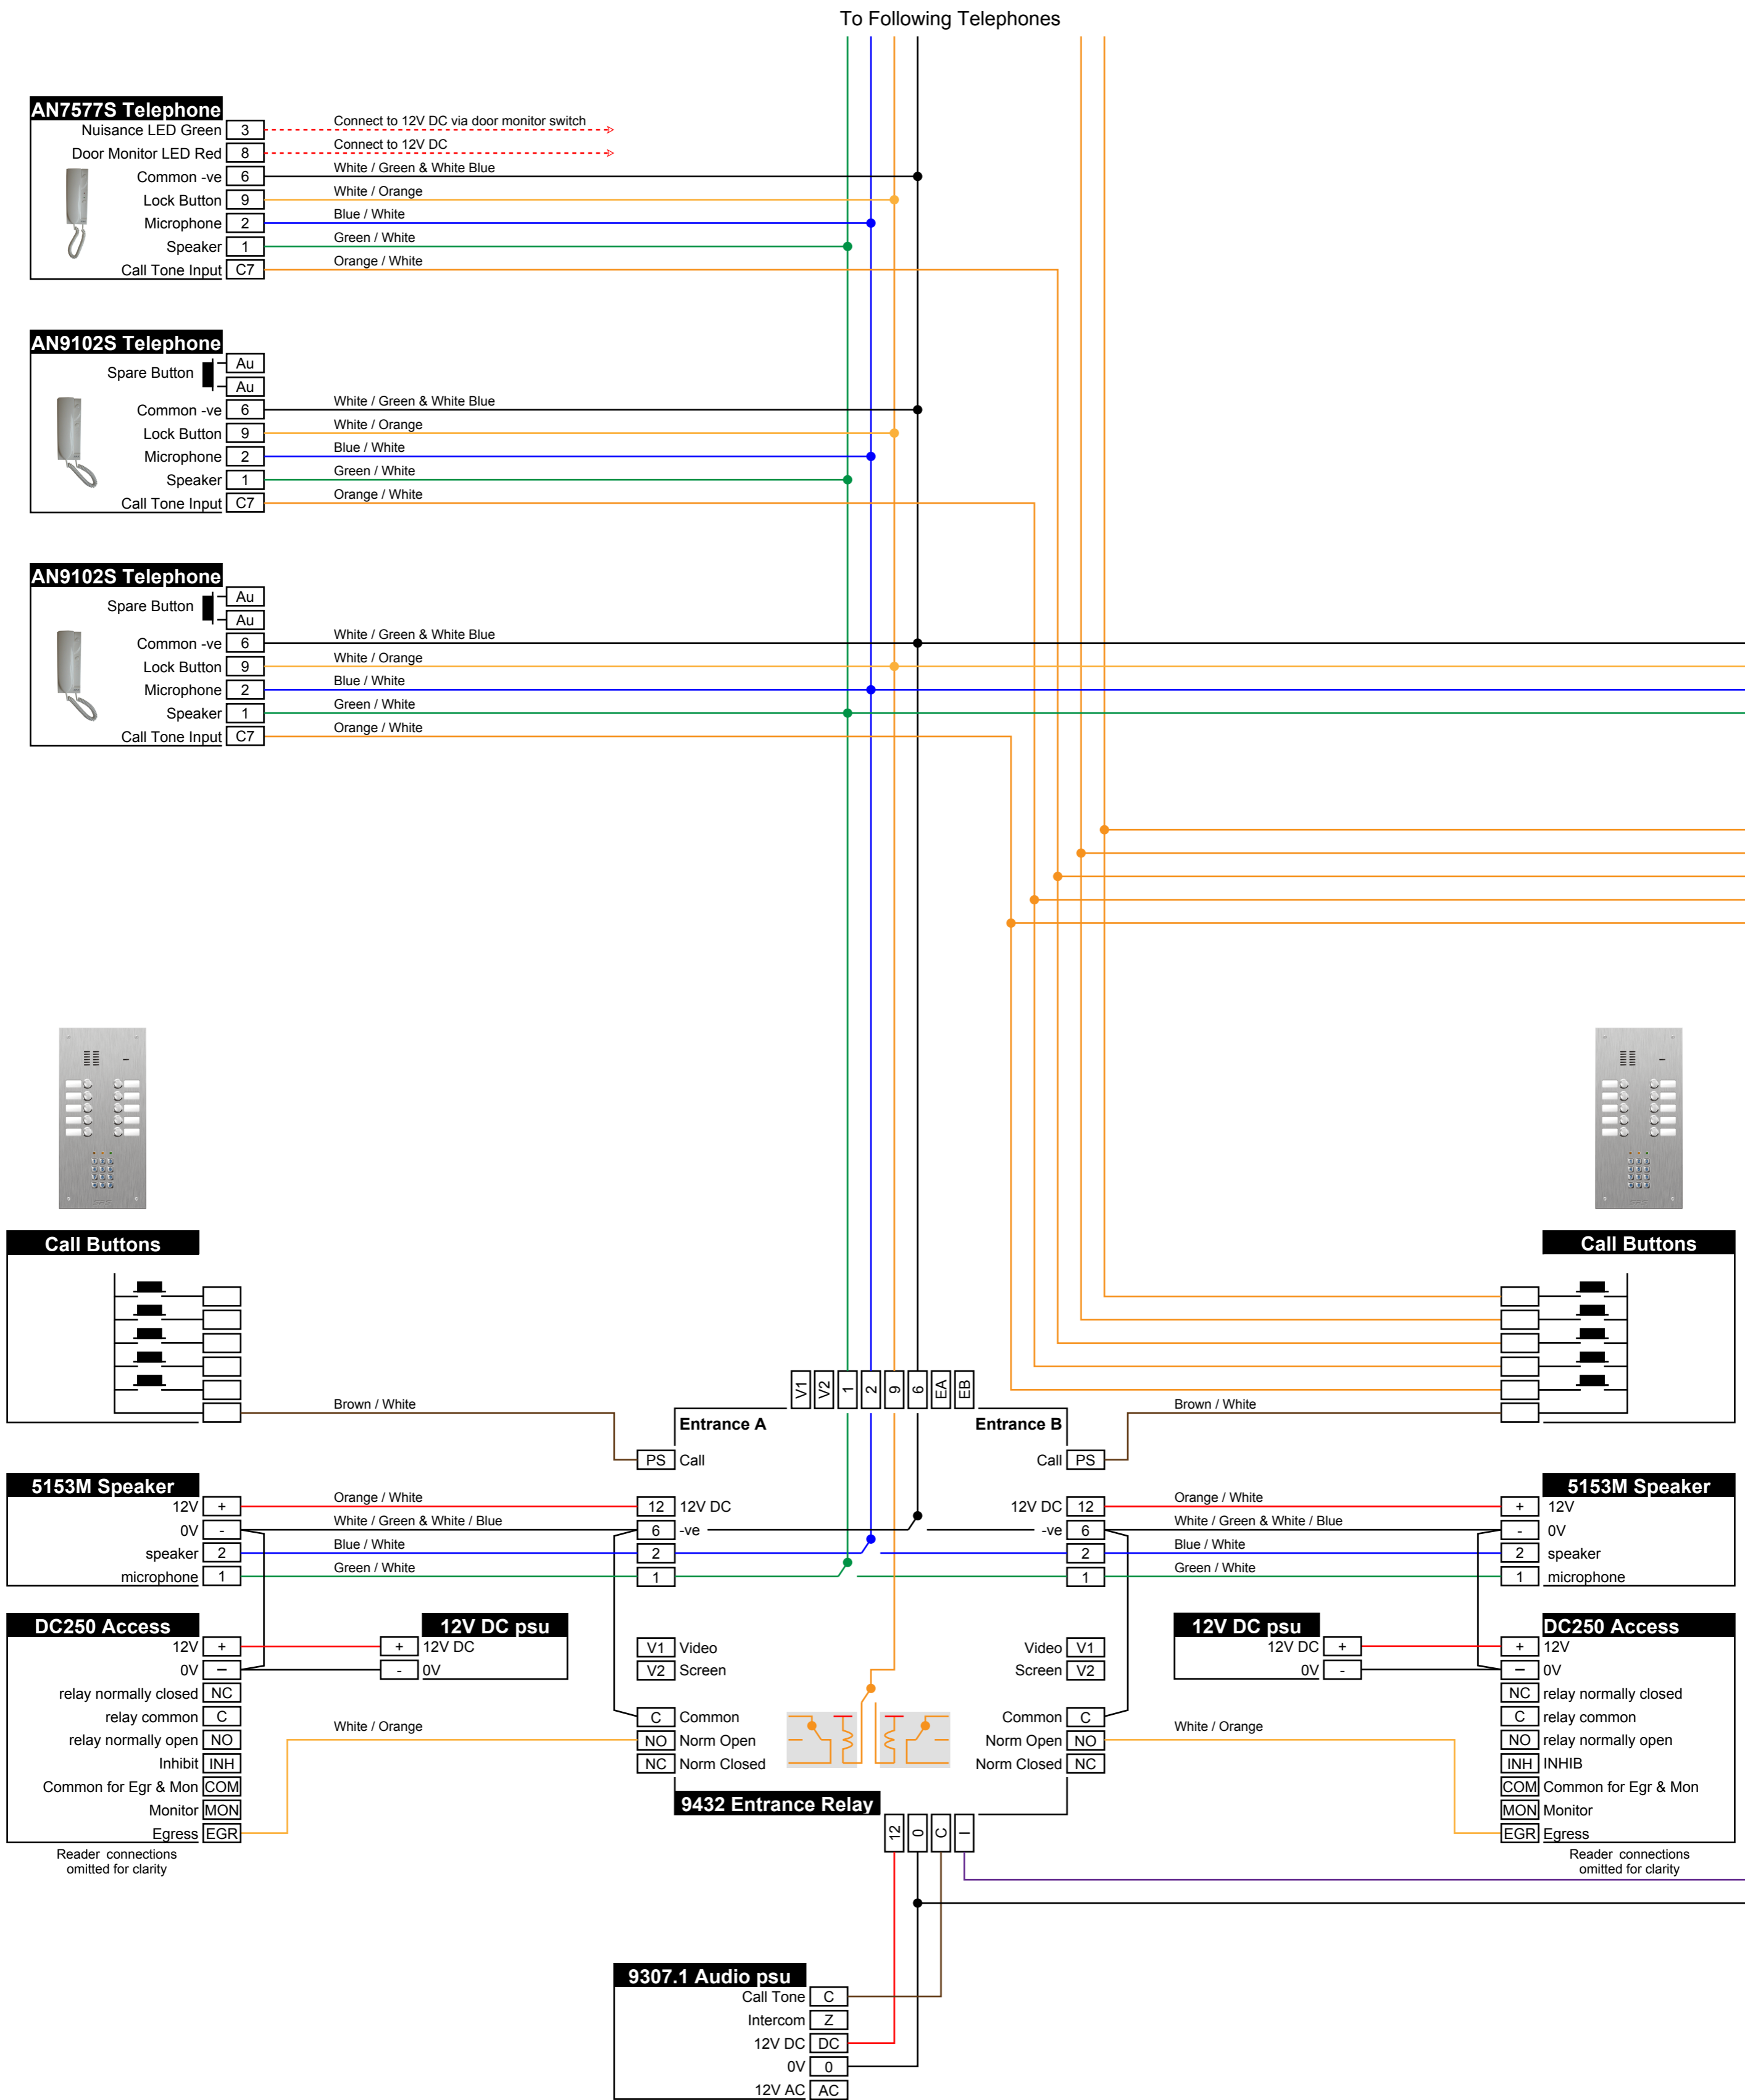 To Following Telephones
AN7577S Telephone
Nuisance LED Green 3 Connect to 12V DC via door monitor switch
Door Monitor LED Red 8 Connect to 12V DC
Common -ve 6 White / Green & White Blue
Lock Button 9 White / Orange
Microphone 2 Blue / White
Speaker 1 Green / White
Call Tone Input C7 Orange / White
AN9102S Telephone
Spare Button Au
Au
Common -ve 6 White / Green & White Blue
Lock Button 9 White / Orange
Microphone 2 Blue / White
Speaker 1 Green / White
Call Tone Input C7 Orange / White
AN9102S Telephone
Spare Button Au
Au
Common -ve 6 White / Green & White Blue
Lock Button 9 White / Orange
Microphone 2 Blue / White
Speaker 1 Green / White
Call Tone Input C7 Orange / White
Call Buttons
Brown / White
Call Buttons
Brown / White
V1 V2 1 2 9 6 EA EB
Entrance A Entrance B
PS Call Call PS
5153M Speaker
12V + Orange / White
0V - White / Green & White / Blue
speaker 2 Blue / White
microphone 1 Green / White
12 12V DC 12V DC 12
6 -ve -ve 6
2 2
1 1
5153M Speaker
Orange / White + 12V
White / Green & White / Blue - 0V
Blue / White 2 speaker
Green / White 1 microphone
DC250 Access
12V +
0V –
relay normally closed NC
relay common C
relay normally open NO
Inhibit INH
Common for Egr & Mon COM
Monitor MON
Egress EGR
Reader connections
omitted for clarity
12V DC psu
+ 12V DC
- 0V
White / Orange
V1 Video Video V1
V2 Screen Screen V2
C Common Common C
NO Norm Open Norm Open NO
NC Norm Closed Norm Closed NC
9432 Entrance Relay
12 0 C I
12V DC psu
12V DC +
0V -
White / Orange
DC250 Access
+ 12V
– 0V
NC relay normally closed
C relay common
NO relay normally open
INH INHIB
COM Common for Egr & Mon
MON Monitor
EGR Egress
Reader connections
omitted for clarity
9307.1 Audio psu
Call Tone C
Intercom Z
12V DC DC
0V 0
12V AC AC